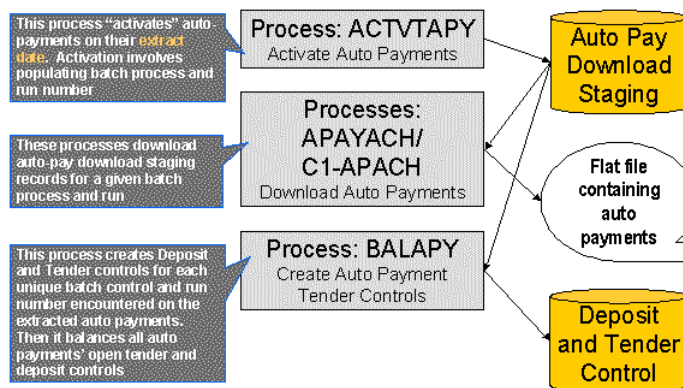 This process “activates” auto-
payments on their extract
date.  Activation involves
populating batch process and
run number
Process: ACTVTAPY
Activate Auto Payments
Auto Pay
Download
Staging
These processes download
auto-pay download staging
records for a given batch
process and run
Processes:
APAYACH/
C1-APACH
Download Auto Payments
Flat file
containing
auto
payments
This process creates Deposit
and Tender controls for each
unique batch control and run
number encountered on the
extracted auto payments.
Then it balances all auto
payments’ open tender and
deposit controls
Process: BALAPY
Create Auto Payment
Tender Controls
Deposit
and Tender
Control